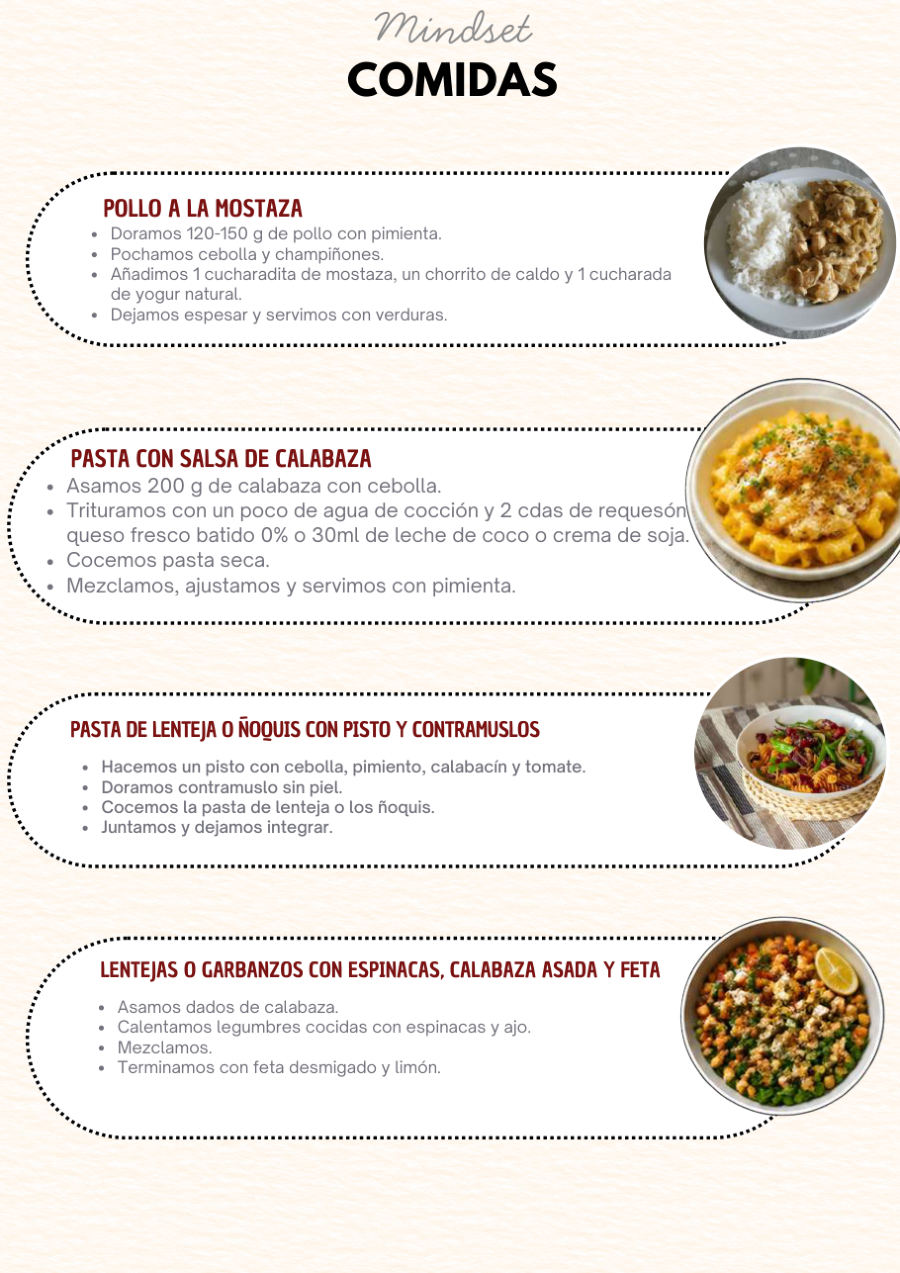 Mindset
COMIDAS
POLLO A LA MOSTAZA
• Doramos 120-150 g de pollo con pimienta.
• Pochamos cebolla y champiñones.
• Añadimos 1 cucharadita de mostaza, un chorrito de caldo y 1 cucharada
de yogur natural.
• Dejamos espesar y servimos con verduras.
PASTA CON SALSA DE CALABAZA
• Asamos 200 g de calabaza con cebolla.
• Trituramos con un poco de agua de cocción y 2 cdas de requesón
queso fresco batido 0% o 30ml de leche de coco o crema de soja.
• Cocemos pasta seca.
• Mezclamos, ajustamos y servimos con pimienta.
PASTA DE LENTEJA O ÑOQUIS CON PISTO Y CONTRAMUSLOS
• Hacemos un pisto con cebolla, pimiento, calabacín y tomate.
• Doramos contramuslo sin piel.
• Cocemos la pasta de lenteja o los ñoquis.
• Juntamos y dejamos integrar.
LENTEJAS O GARBANZOS CON ESPINACAS, CALABAZA ASADA Y FETA
• Asamos dados de calabaza.
• Calentamos legumbres cocidas con espinacas y ajo.
• Mezclamos.
• Terminamos con feta desmigado y limón.